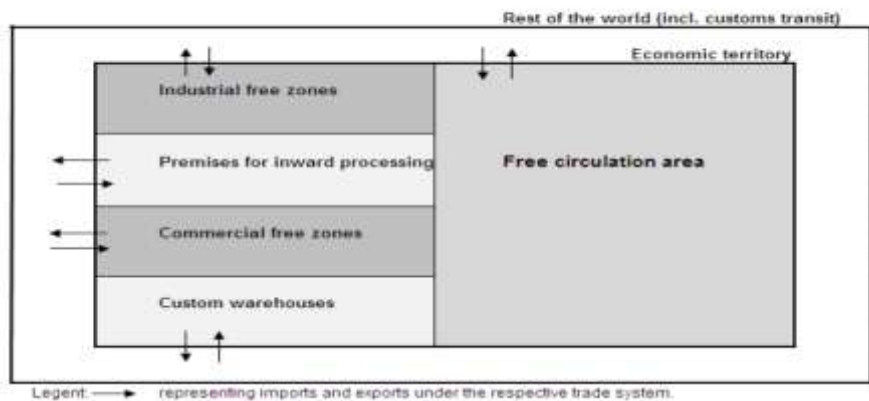 Rest of the world (incl. customs transit)
Economic territory
Industrial free zones
Premises for inward processing
Free circulation area
Commercial free zones
Custom warehouses
Legent: representing imports and exports under the respective trade system.